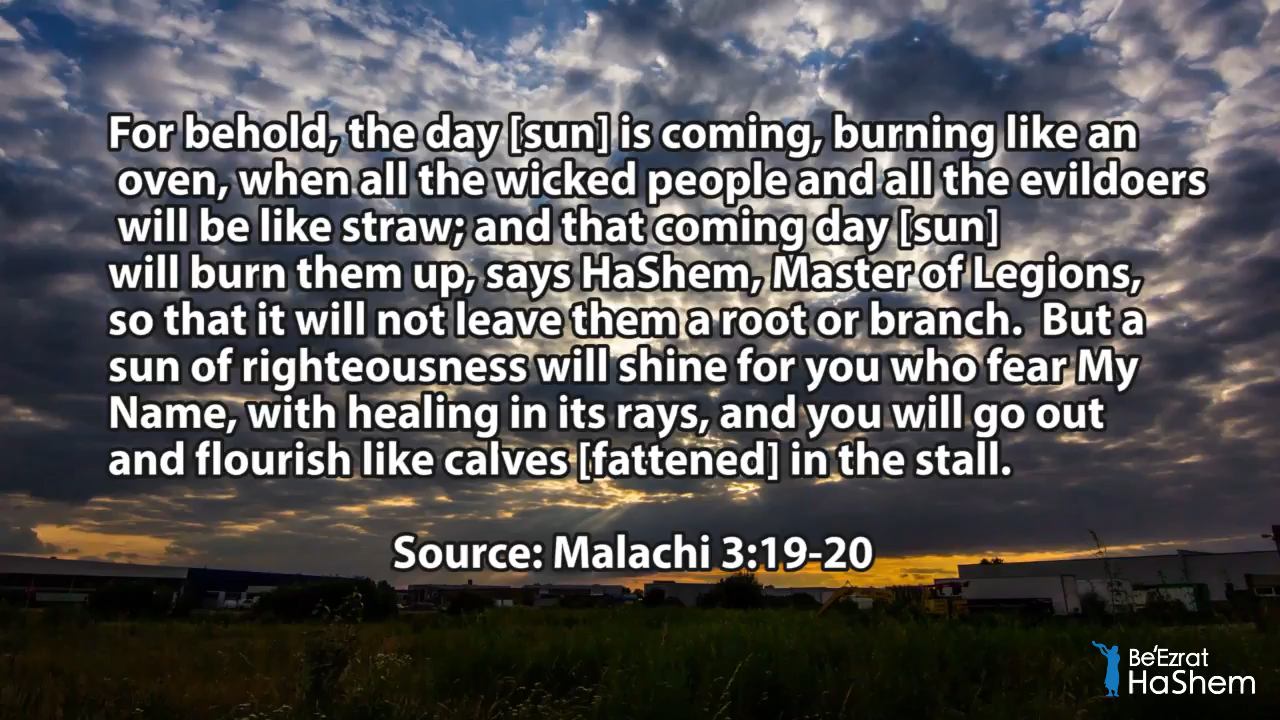 For behold, the day [sun] is coming, burning like an
oven, when all the wicked people and all the evildoers
will be like straw; and that coming day [sun]
will burn them up, says HaShem, Master of Legions,
so that it will not leave them a root or branch.  But a
sun of righteousness will shine for you who fear My
Name, with healing in its rays, and you will go out
and flourish like calves [fattened] in the stall.
Source: Malachi 3:19-20
Be'Ezrat
HaShem